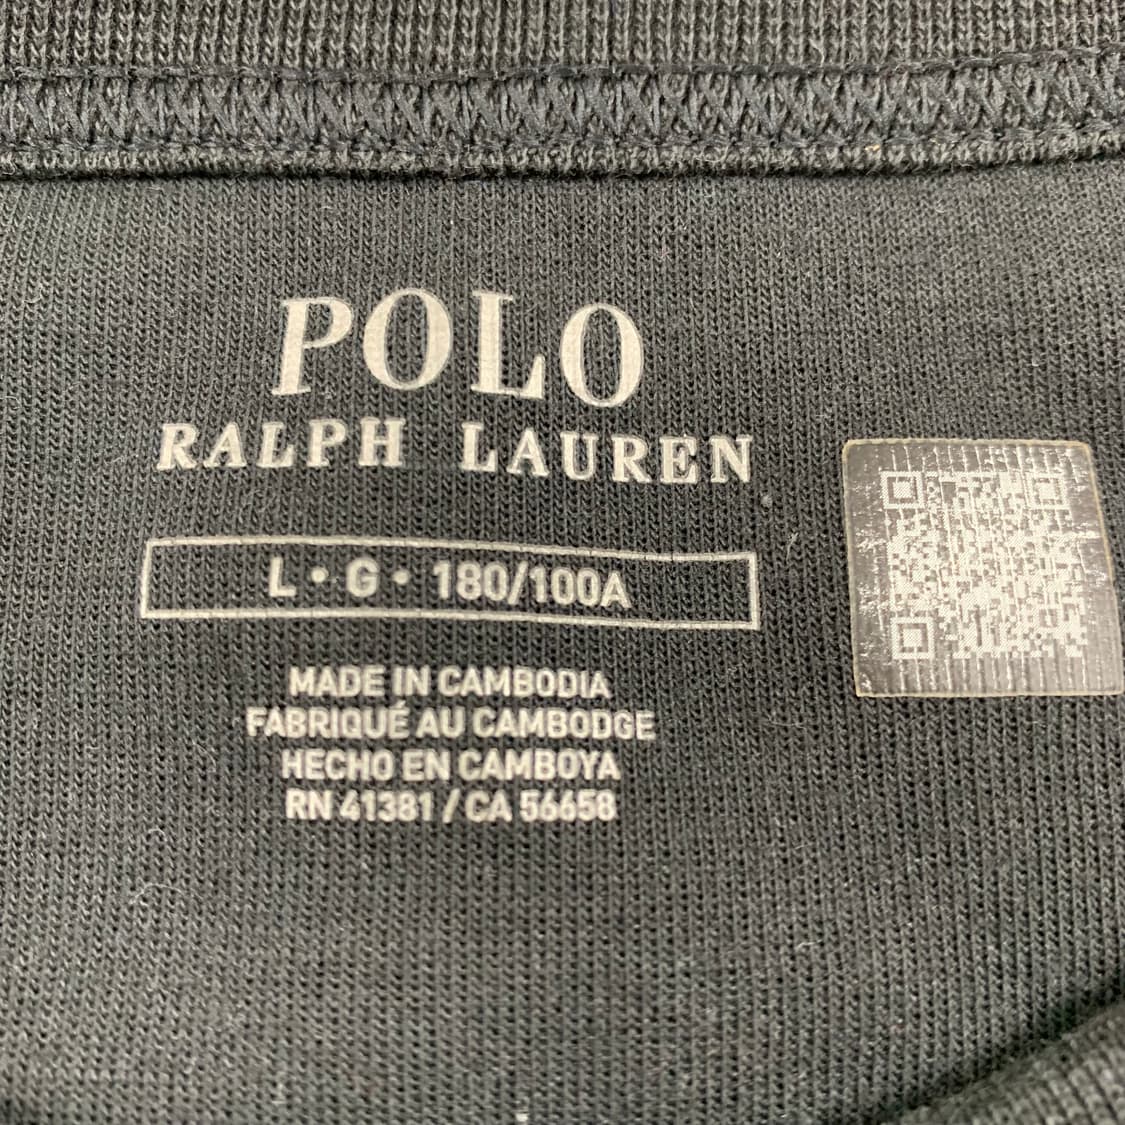 POLO
RALPH LAUREN
L • G • 180/100A
MADE IN CAMBODIA
FABRIQUÉ AU CAMBODGE
HECHO EN CAMBOYA
RN 41381 / CA 56658